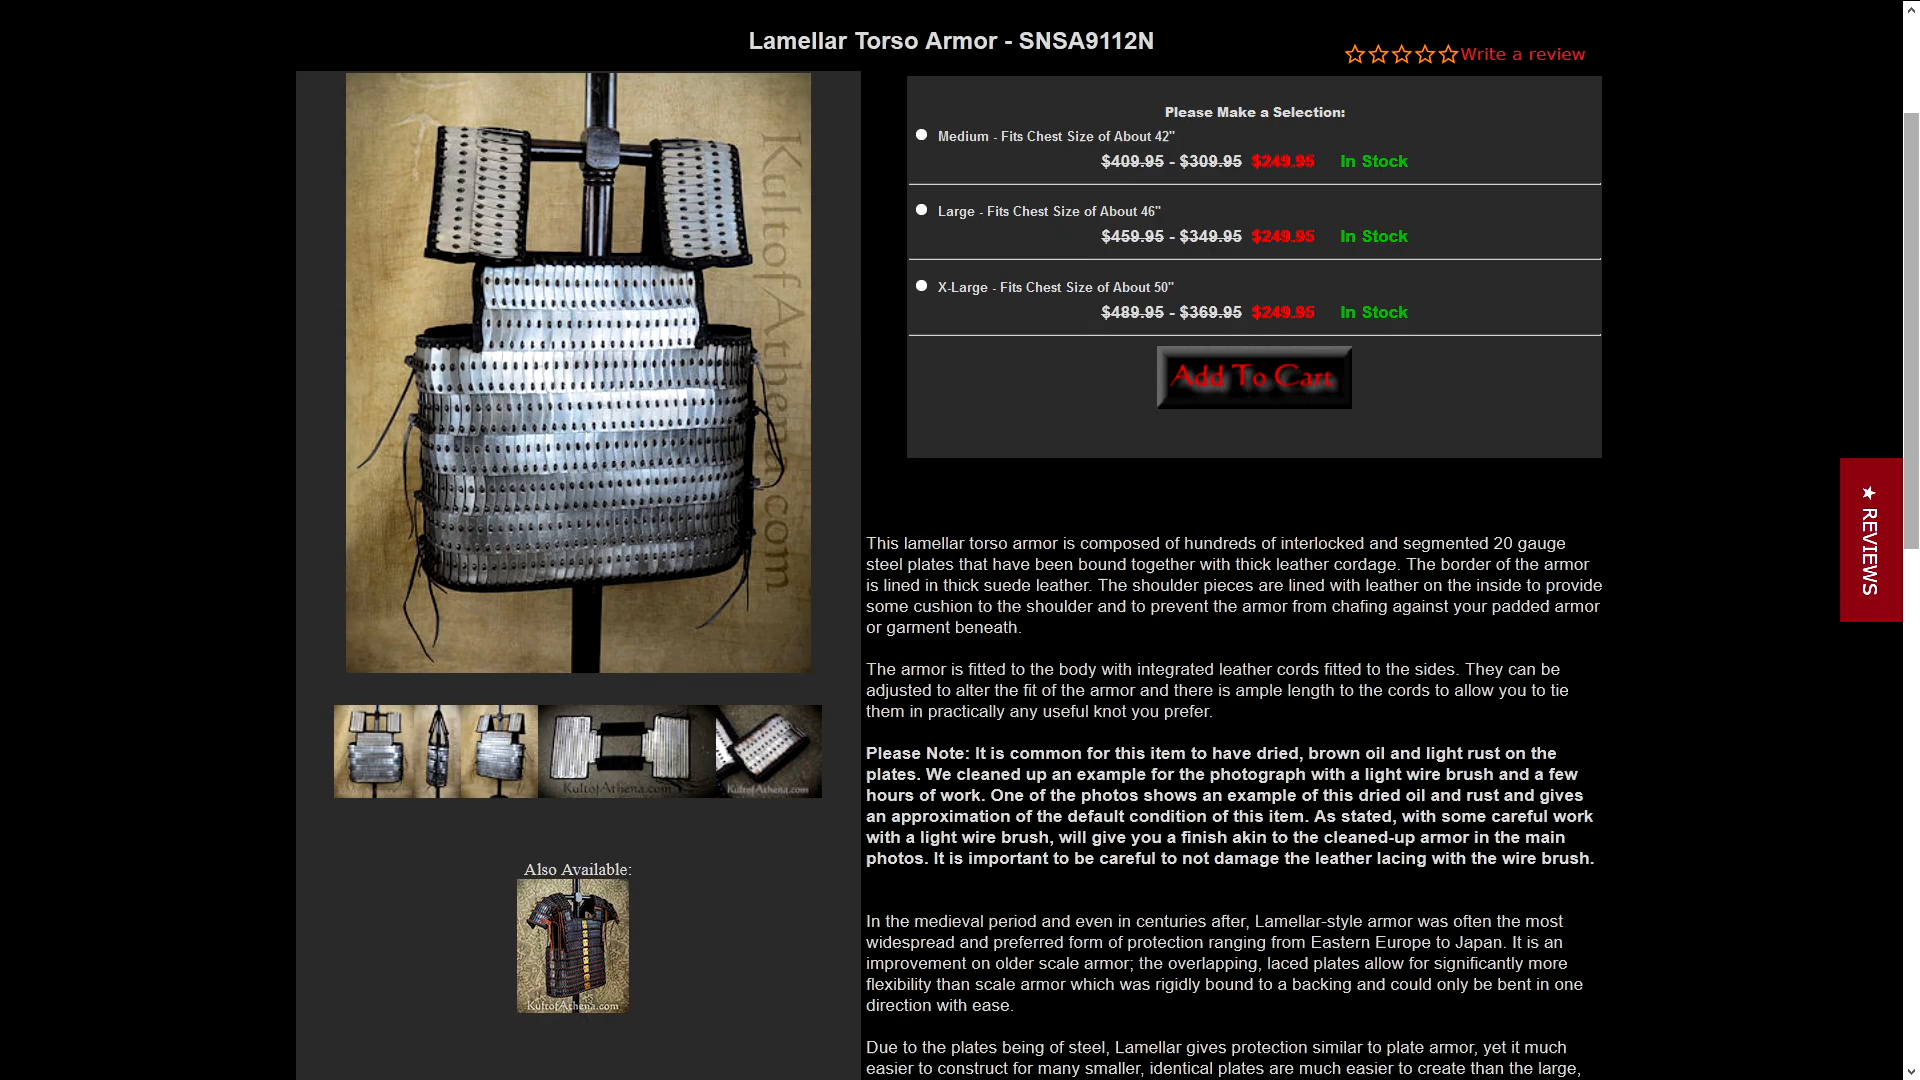 Lamellar Torso Armor - SNSA9112N
Write a review
KultofAthena.com
Please Make a Selection:
Medium - Fits Chest Size of About 42"
$409.95 - $309.95 $249.95 In Stock
Large - Fits Chest Size of About 46"
$459.95 - $349.95 $249.95 In Stock
X-Large - Fits Chest Size of About 50"
$489.95 - $369.95 $249.95 In Stock
Add To Cart
★ REVIEWS
This lamellar torso armor is composed of hundreds of interlocked and segmented 20 gauge
steel plates that have been bound together with thick leather cordage. The border of the armor
is lined in thick suede leather. The shoulder pieces are lined with leather on the inside to provide
some cushion to the shoulder and to prevent the armor from chafing against your padded armor
or garment beneath.
The armor is fitted to the body with integrated leather cords fitted to the sides. They can be
adjusted to alter the fit of the armor and there is ample length to the cords to allow you to tie
them in practically any useful knot you prefer.
Please Note: It is common for this item to have dried, brown oil and light rust on the
plates. We cleaned up an example for the photograph with a light wire brush and a few
hours of work. One of the photos shows an example of this dried oil and rust and gives
an approximation of the default condition of this item. As stated, with some careful work
with a light wire brush, will give you a finish akin to the cleaned-up armor in the main
photos. It is important to be careful to not damage the leather lacing with the wire brush.
In the medieval period and even in centuries after, Lamellar-style armor was often the most
widespread and preferred form of protection ranging from Eastern Europe to Japan. It is an
improvement on older scale armor; the overlapping, laced plates allow for significantly more
flexibility than scale armor which was rigidly bound to a backing and could only be bent in one
direction with ease.
Due to the plates being of steel, Lamellar gives protection similar to plate armor, yet it much
easier to construct for many smaller, identical plates are much easier to create than the large,
KultofAthena.com
KultofAthena.com
Also Available:
KultofAthena.com